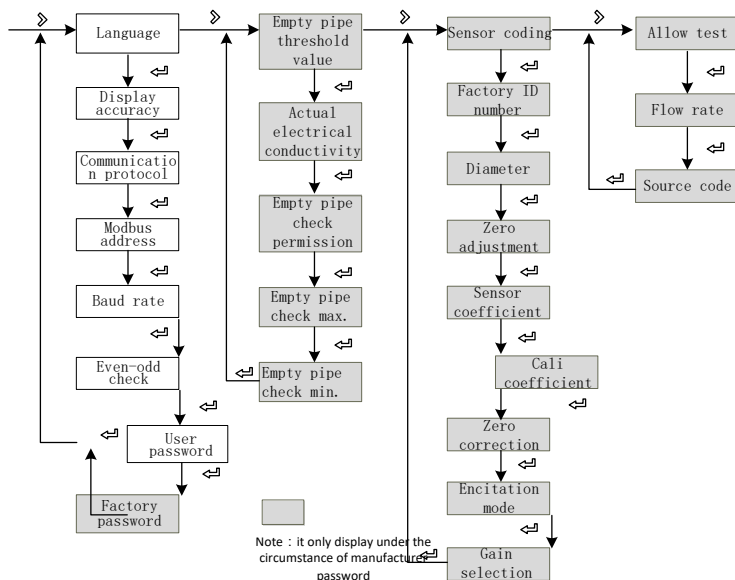 Language
Display
accuracy
Communicatio
n protocol
Modbus
address
Baud rate
Even-odd
check
User
password
Factory
password
Empty pipe
threshold
value
Actual
electrical
conductivity
Empty pipe
check
permission
Empty pipe
check max.
Empty pipe
check min.
Sensor coding
Factory ID
number
Diameter
Zero
adjustment
Sensor
coefficient
Cali
coefficient
Zero
correction
Encitation
mode
Gain
selection
Allow test
Flow rate
Source code
Note : it only display under the
circumstance of manufacturer
password